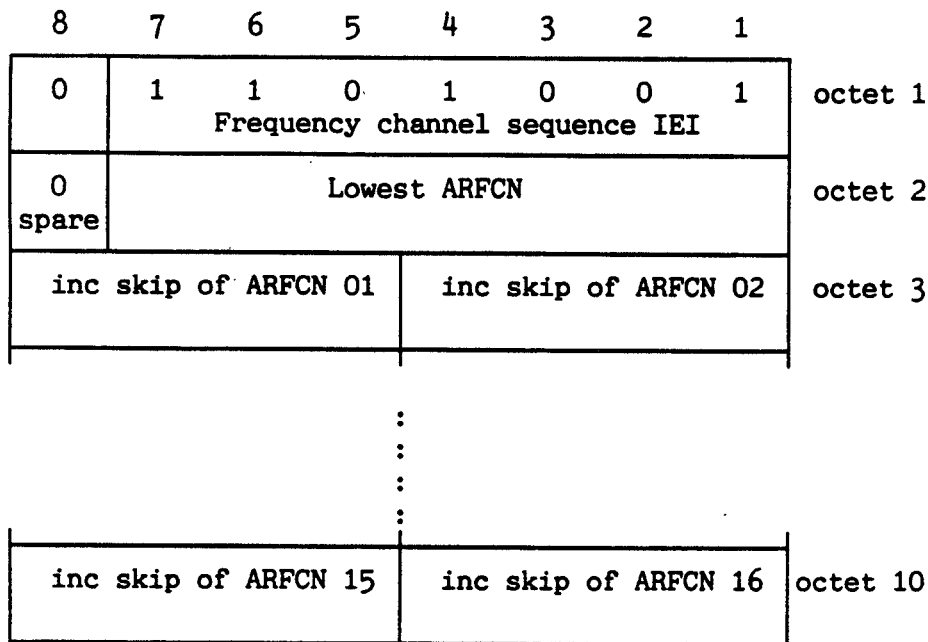 8 7 6 5 4 3 2 1
0 1 1 0 1 0 0 1 octet 1
Frequency channel sequence IEI
0 Lowest ARFCN octet 2
spare
inc skip of ARFCN 01 inc skip of ARFCN 02 octet 3
:
:
:
:
inc skip of ARFCN 15 inc skip of ARFCN 16 octet 10